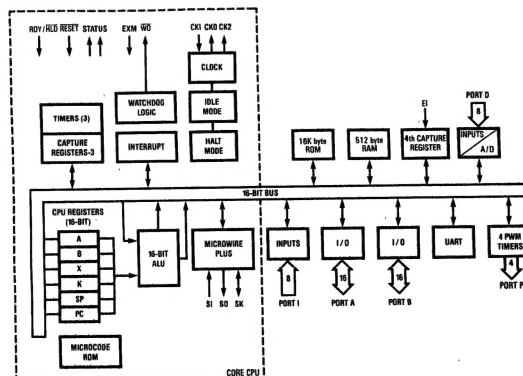 RDY/HLD RESET STATUS EXM WO CKI CKO CK2
CLOCK
TIMERS (3)
CAPTURE
REGISTERS-3
WATCHDOG
LOGIC
INTERRUPT
IDLE
MODE
HALT
MODE
16K byte
ROM
512 byte
RAM
EI
4th CAPTURE
REGISTER
PORT D
8
INPUTS
A/D
16-BIT BUS
CPU REGISTERS
(16-BIT)
A
B
X
K
SP
PC
16-BIT
ALU
MICROWIRE
PLUS
SI SO SK
INPUTS
8
PORT I
I/O
16
PORT A
I/O
16
PORT B
UART
4 PWM
TIMERS
4
PORT P
MICROCODE
ROM
CORE CPU